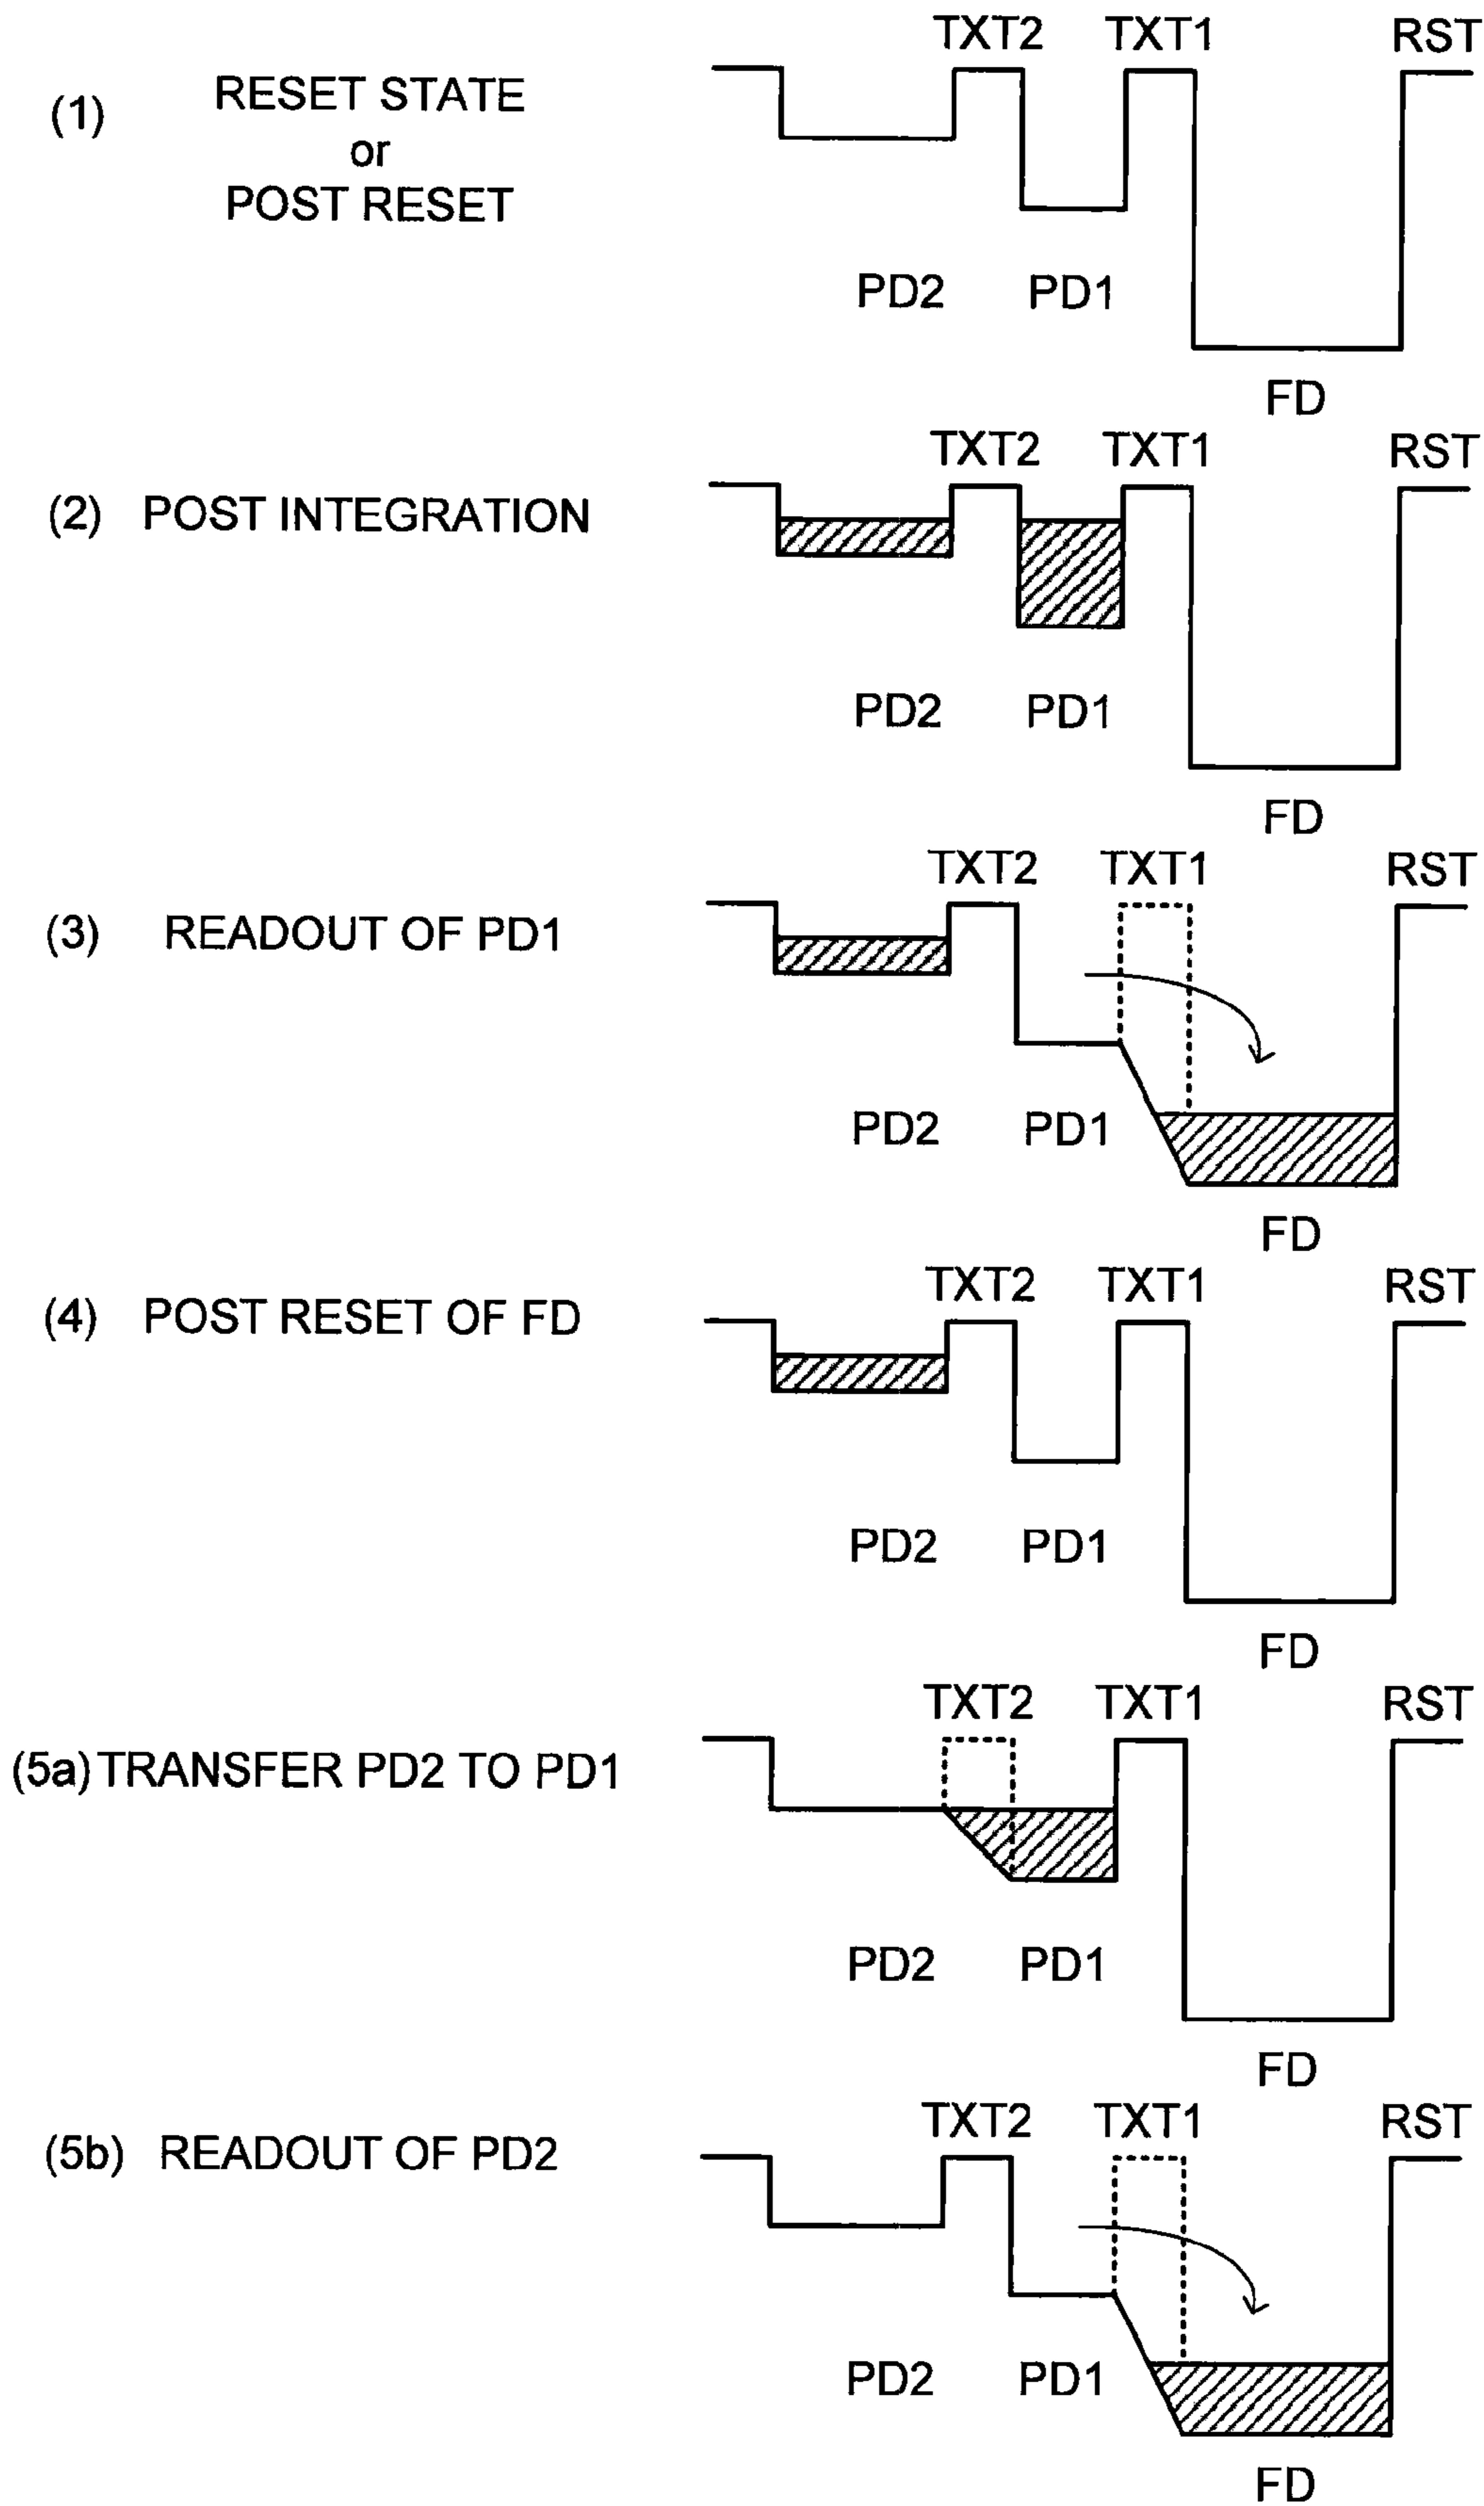 TXT2 TXT1 RST
(1) RESET STATE
or
POST RESET
PD2 PD1
FD
TXT2 TXT1 RST
(2) POST INTEGRATION
PD2 PD1
FD
TXT2 TXT1 RST
(3) READOUT OF PD1
PD2 PD1
FD
TXT2 TXT1 RST
(4) POST RESET OF FD
PD2 PD1
FD
TXT2 TXT1 RST
(5a) TRANSFER PD2 TO PD1
PD2 PD1
FD
TXT2 TXT1 RST
(5b) READOUT OF PD2
PD2 PD1
FD